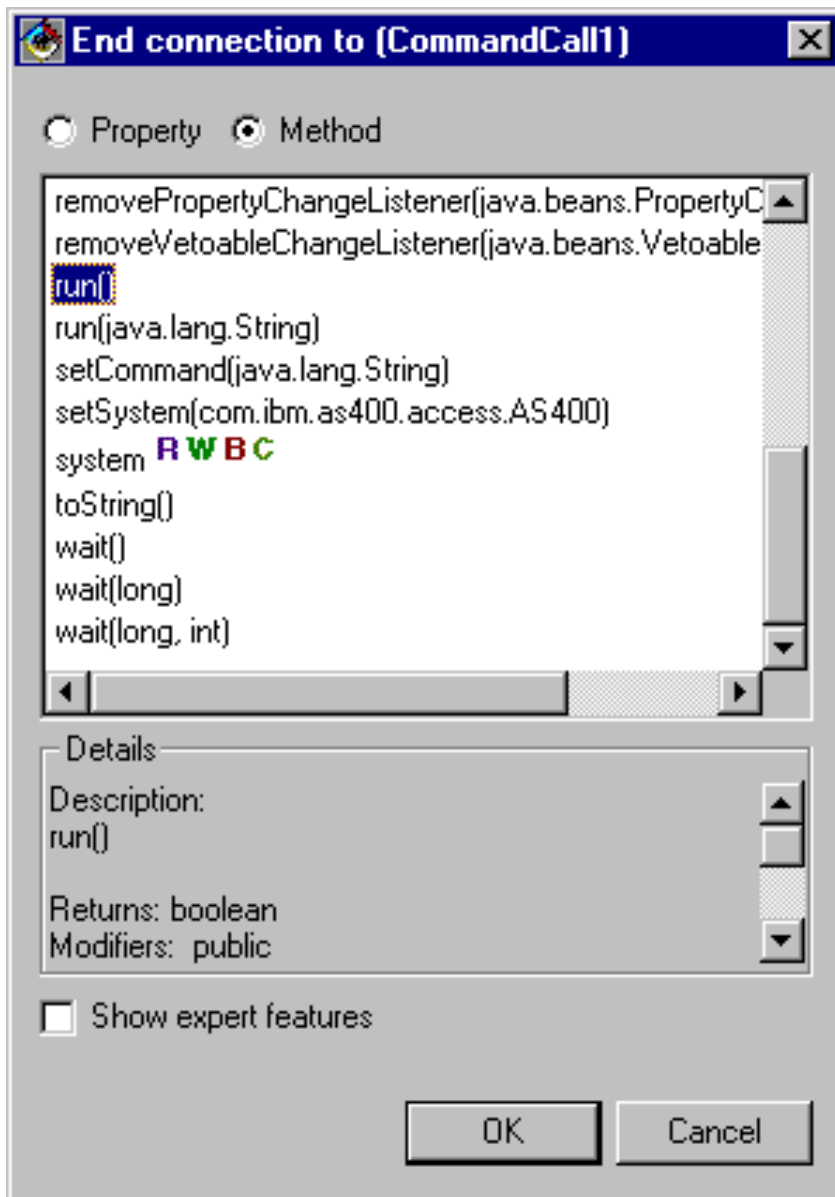 End connection to (CommandCall1)
Property Method
removePropertyChangeListener(java.beans.PropertyC
removeVetoableChangeListener(java.beans.Vetoable
run()
run(java.lang.String)
setCommand(java.lang.String)
setSystem(com.ibm.as400.access.AS400)
system R W B C
toString()
wait()
wait(long)
wait(long, int)
Details
Description:
run()
Returns: boolean
Modifiers: public
Show expert features
OK Cancel